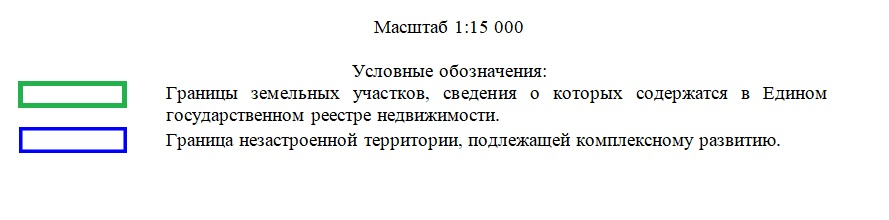 Масштаб 1:15 000
Условные обозначения:
Границы земельных участков, сведения о которых содержатся в Едином
государственном реестре недвижимости.
Граница незастроенной территории, подлежащей комплексному развитию.